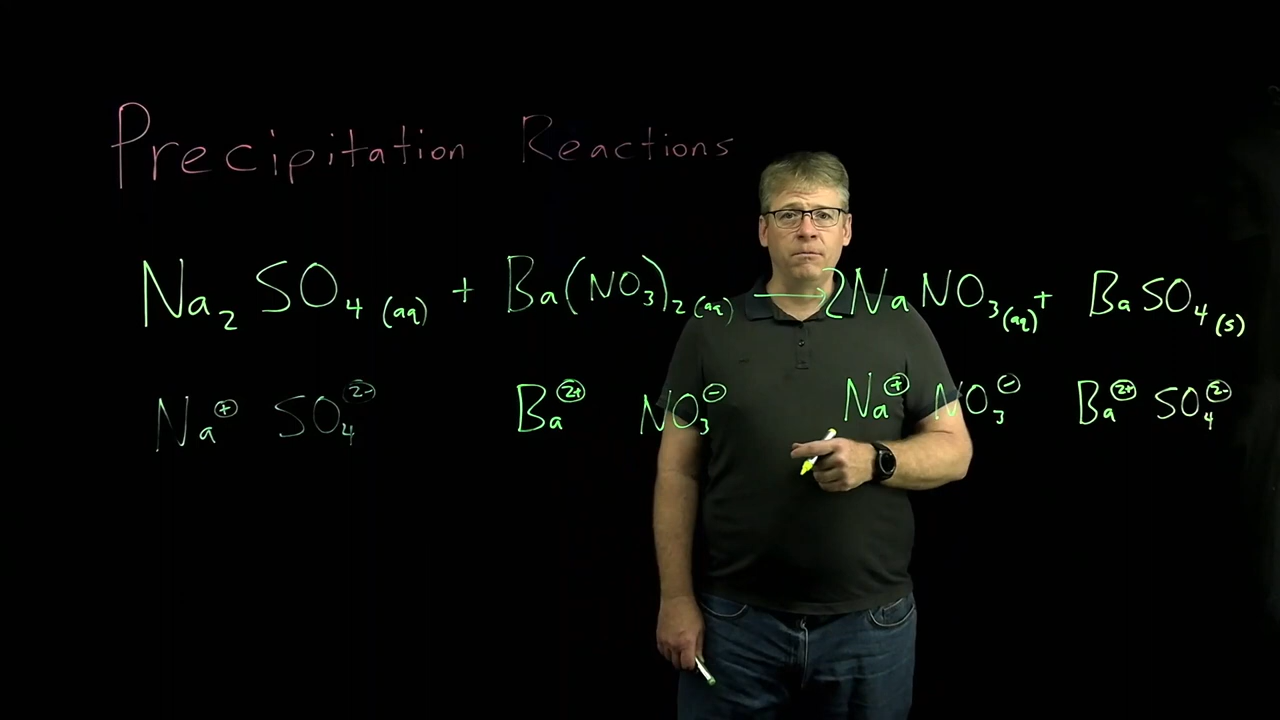 Precipitation Reactions
Na₂SO₄(aq) + Ba(NO₃)₂(aq) → 2NaNO₃(aq) + BaSO₄(s)
Na⁺ SO₄²⁻ Ba²⁺ NO₃⁻ Na⁺ NO₃⁻ Ba²⁺ SO₄²⁻